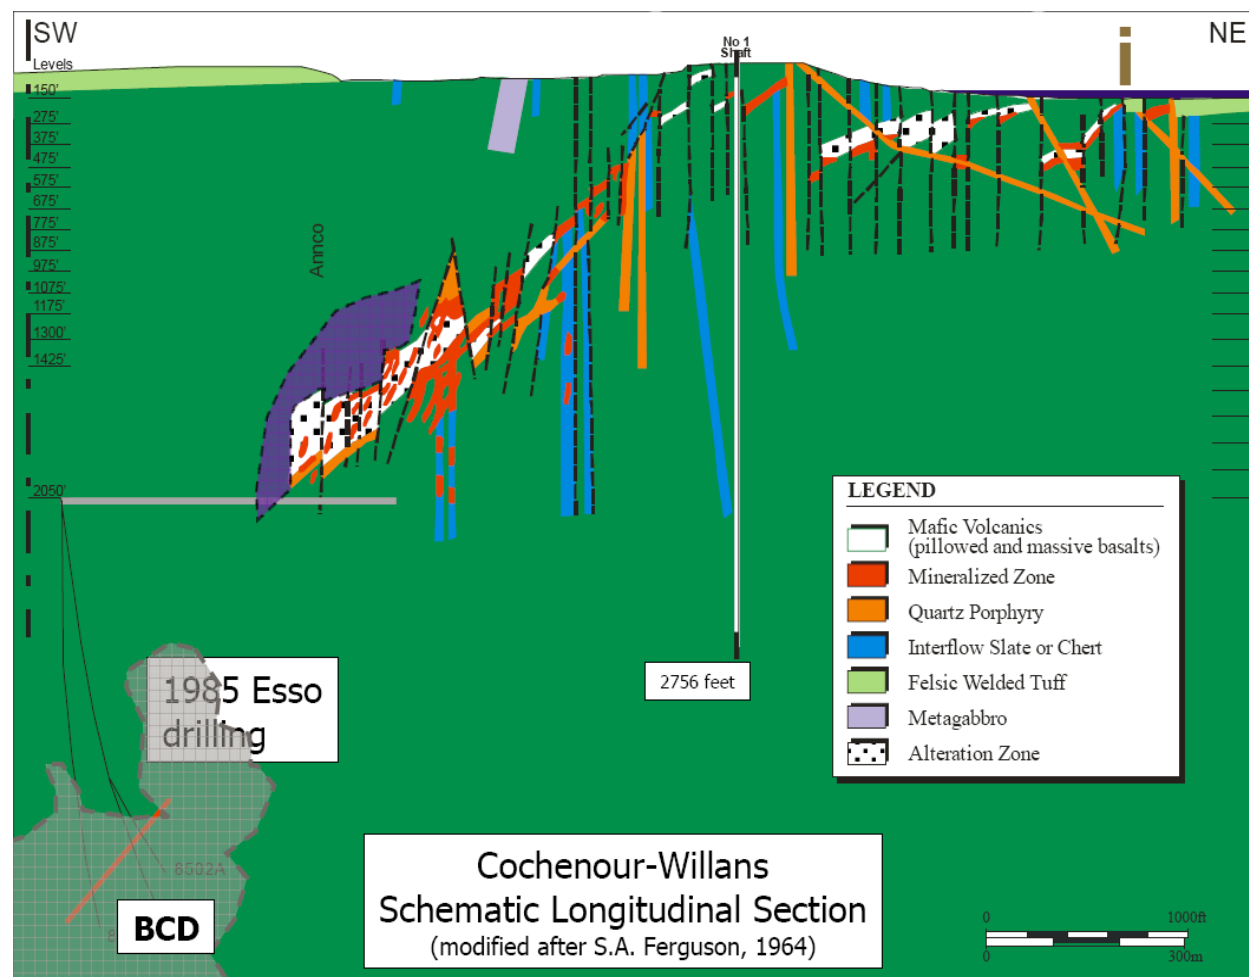 SW
NE
No 1
Shaft
Levels
150'
275'
375'
475'
575'
675'
775'
875'
975'
1075'
1175'
1300'
1425'
2050'
Annco
LEGEND
Mafic Volcanics
(pillowed and massive basalts)
Mineralized Zone
Quartz Porphyry
Interflow Slate or Chert
Felsic Welded Tuff
Metagabbro
Alteration Zone
2756 feet
1985 Esso
drilling
8502A
BCD
Cochenour-Willans
Schematic Longitudinal Section
(modified after S.A. Ferguson, 1964)
0
1000ft
0
300m